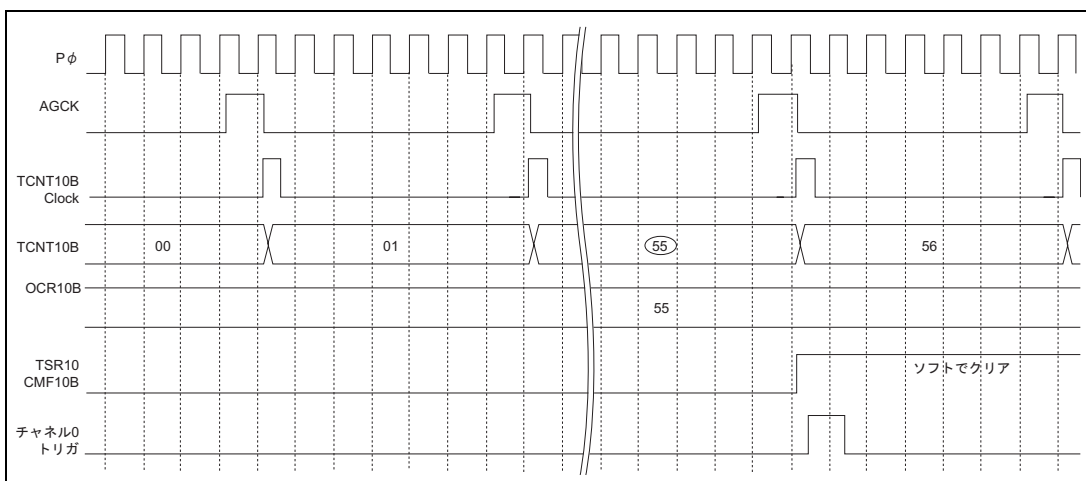 Pφ
AGCK
TCNT10B
Clock
TCNT10B
00
01
55
56
OCR10B
55
TSR10
CMF10B
ソフトでクリア
チャネル0
トリガ